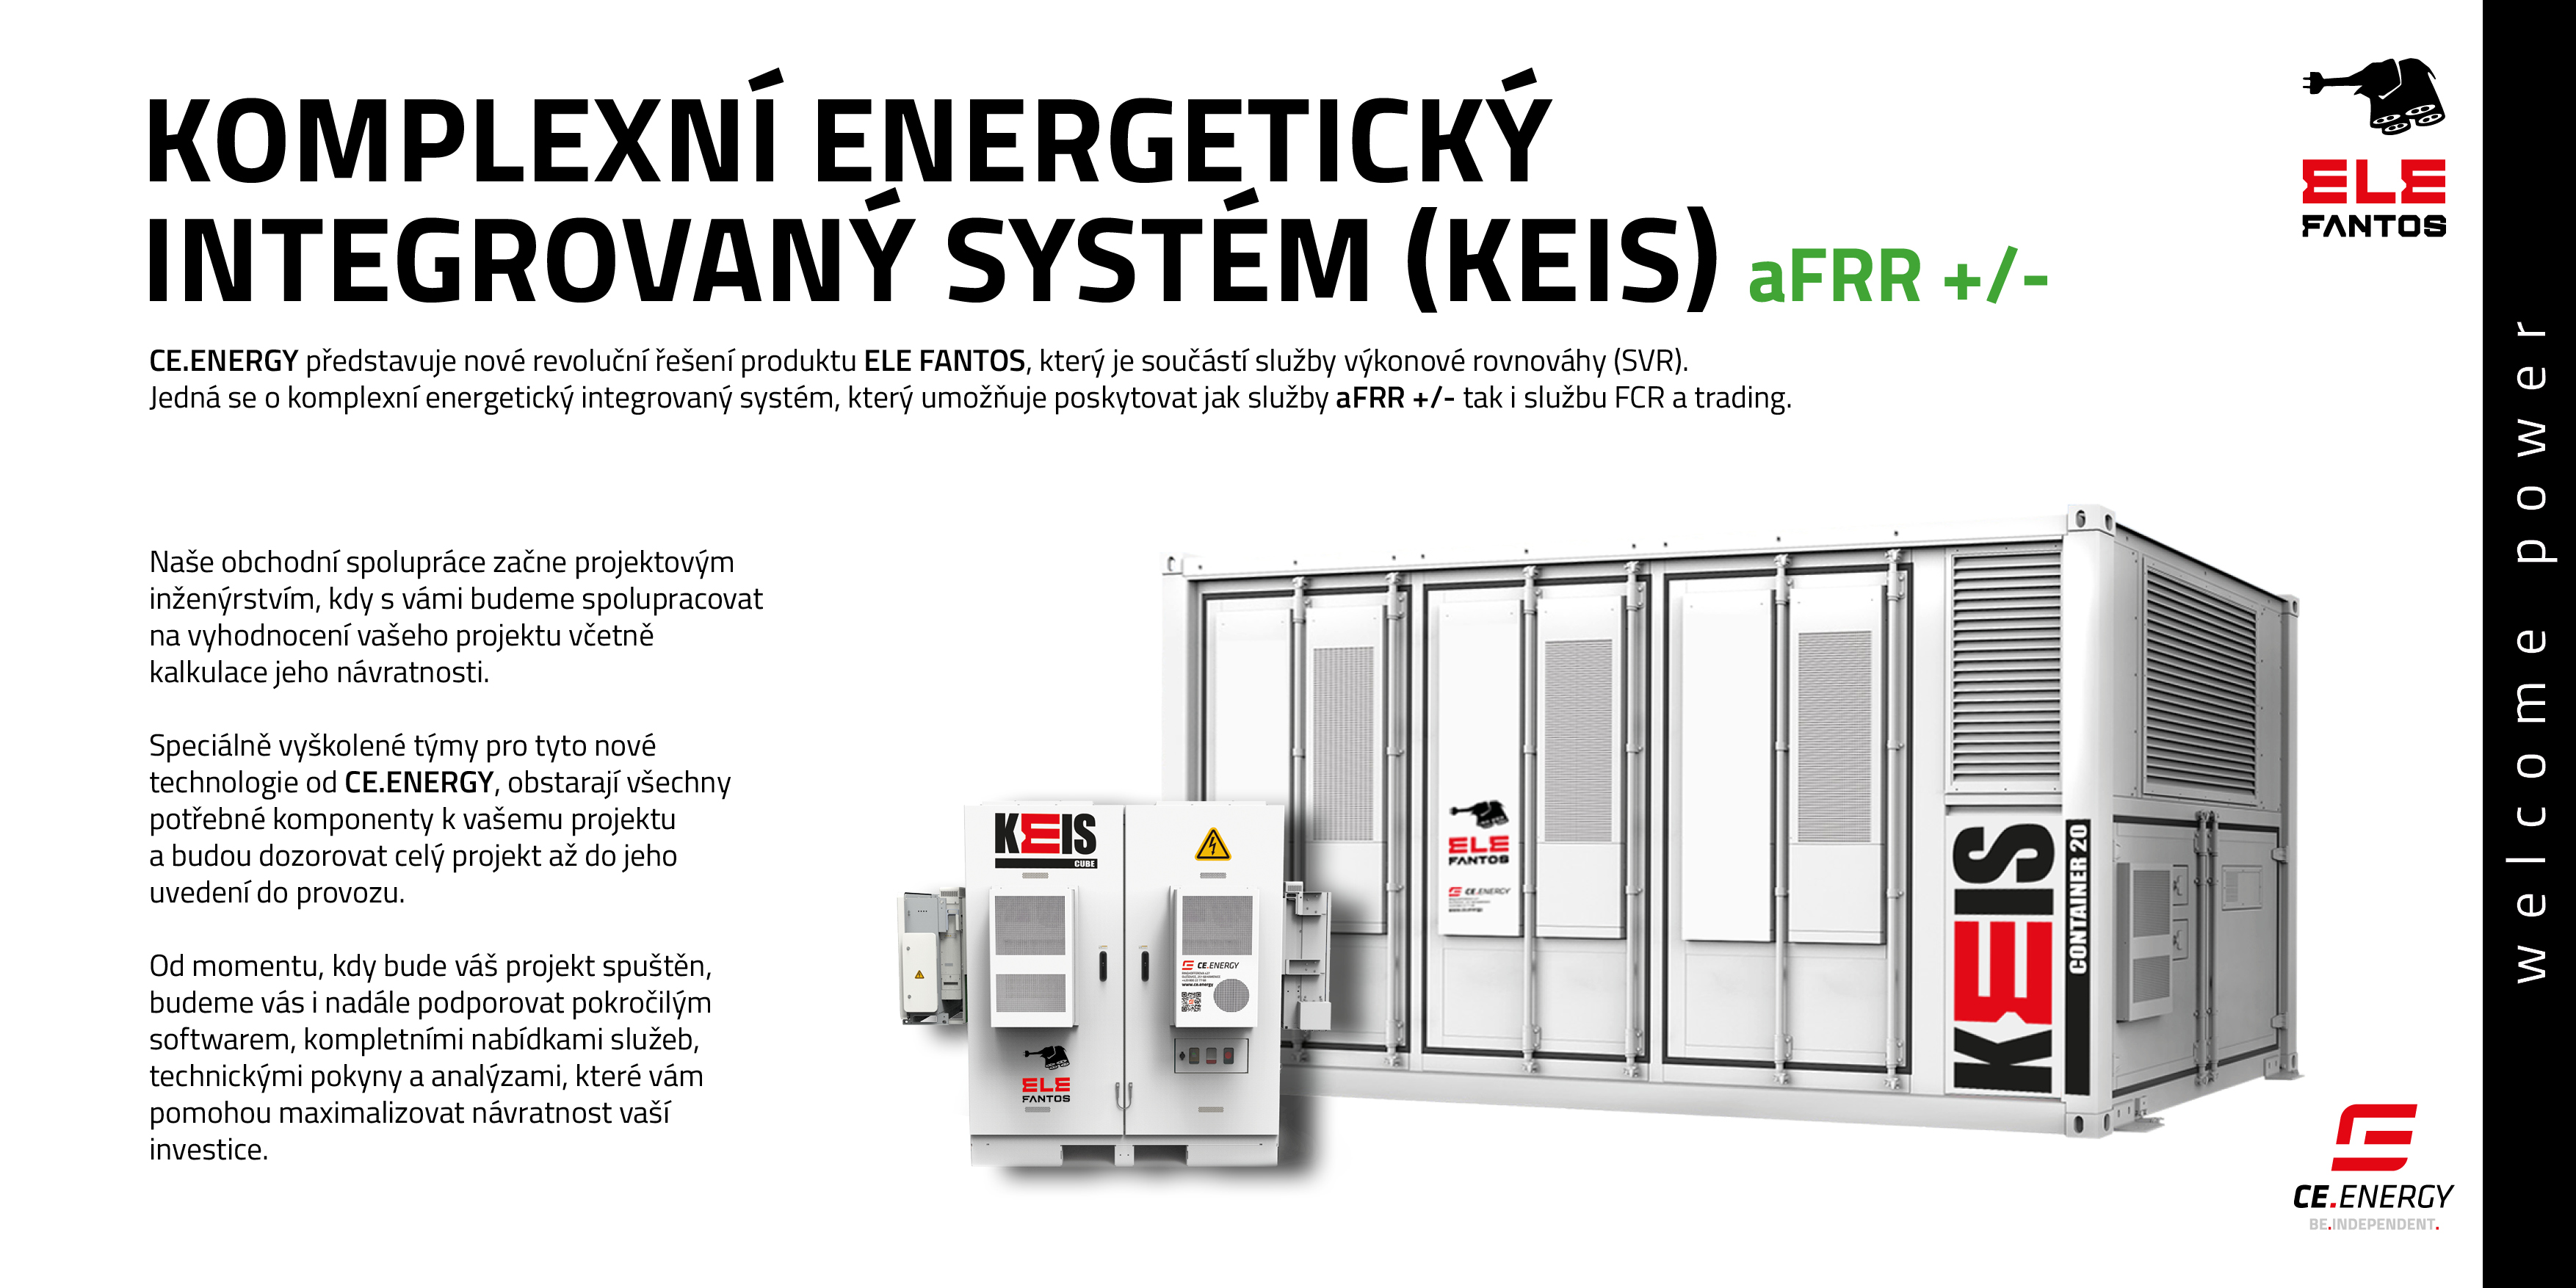 KOMPLEXNÍ ENERGETICKÝ
INTEGROVANÝ SYSTÉM (KEIS) aFRR +/-
CE.ENERGY představuje nové revoluční řešení produktu ELE FANTOS, který je součástí služby výkonové rovnováhy (SVR).
Jedná se o komplexní energetický integrovaný systém, který umožňuje poskytovat jak služby aFRR +/- tak i službu FCR a trading.
Naše obchodní spolupráce začne projektovým
inženýrstvím, kdy s vámi budeme spolupracovat
na vyhodnocení vašeho projektu včetně
kalkulace jeho návratnosti.
Speciálně vyškolené týmy pro tyto nové
technologie od CE.ENERGY, obstarají všechny
potřebné komponenty k vašemu projektu
a budou dozorovat celý projekt až do jeho
uvedení do provozu.
Od momentu, kdy bude váš projekt spuštěn,
budeme vás i nadále podporovat pokročilým
softwarem, kompletními nabídkami služeb,
technickými pokyny a analýzami, které vám
pomohou maximalizovat návratnost vaší
investice.
KEIS
CUBE
CE.ENERGY
www.ce.energy
ELE
FANTOS
ELE
FANTOS
CE.ENERGY
KEIS
CONTAINER 20
ELE
FANTOS
CE.ENERGY
BE.INDEPENDENT.
welcome power